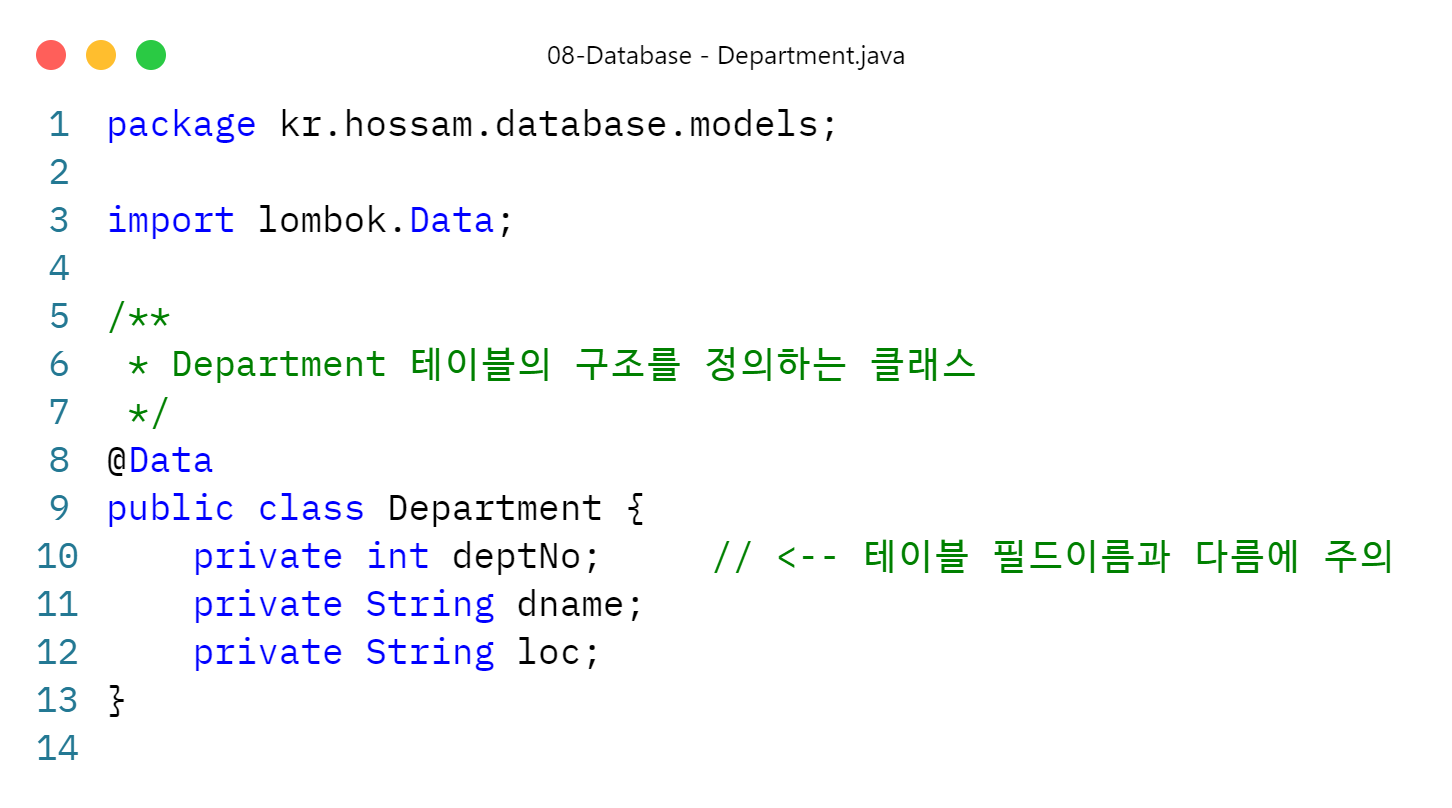 08-Database - Department.java
1 package kr.hossam.database.models;
2
3 import lombok.Data;
4
5 /**
6  * Department 테이블의 구조를 정의하는 클래스
7  */
8 @Data
9 public class Department {
10     private int deptNo;     // <-- 테이블 필드이름과 다름에 주의
11     private String dname;
12     private String loc;
13 }
14